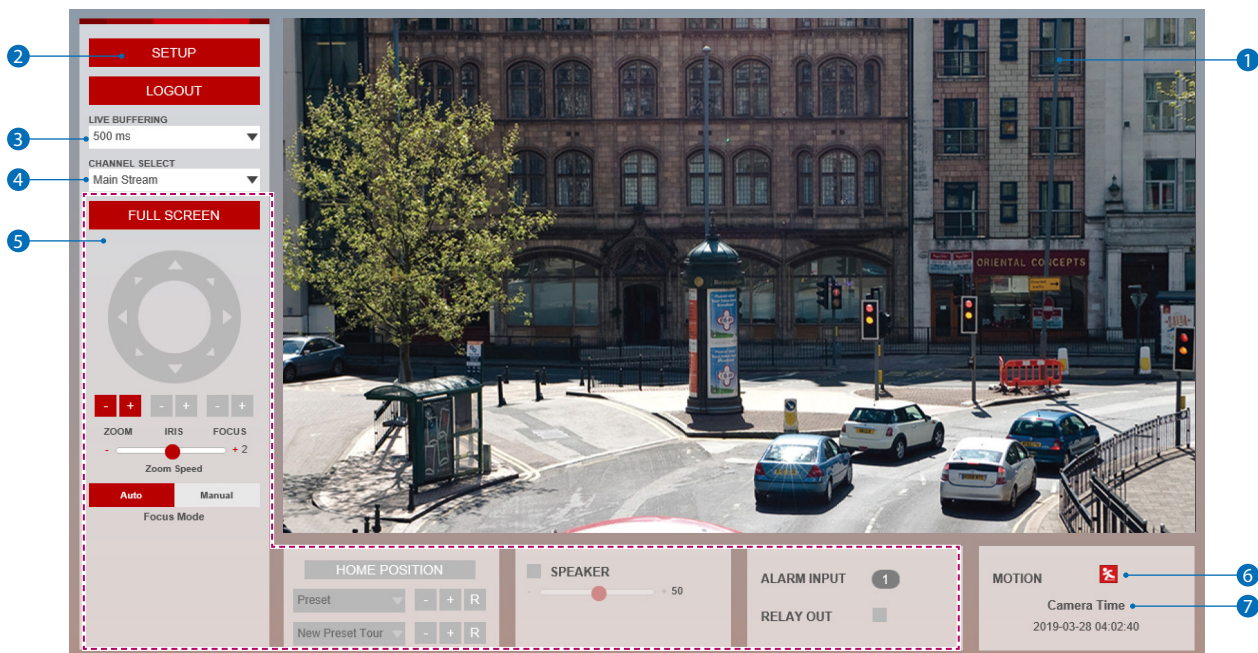 2
SETUP
1
LOGOUT
LIVE BUFFERING
3
500 ms
CHANNEL SELECT
4
Main Stream
FULL SCREEN
5
ORIENTAL CONCEPTS
- + - + - +
ZOOM IRIS FOCUS
- + 2
Zoom Speed
Auto Manual
Focus Mode
HOME POSITION
Preset - + R
New Preset Tour - + R
SPEAKER
- + 50
ALARM INPUT 1
RELAY OUT
MOTION
6
Camera Time
7
2019-03-28 04:02:40